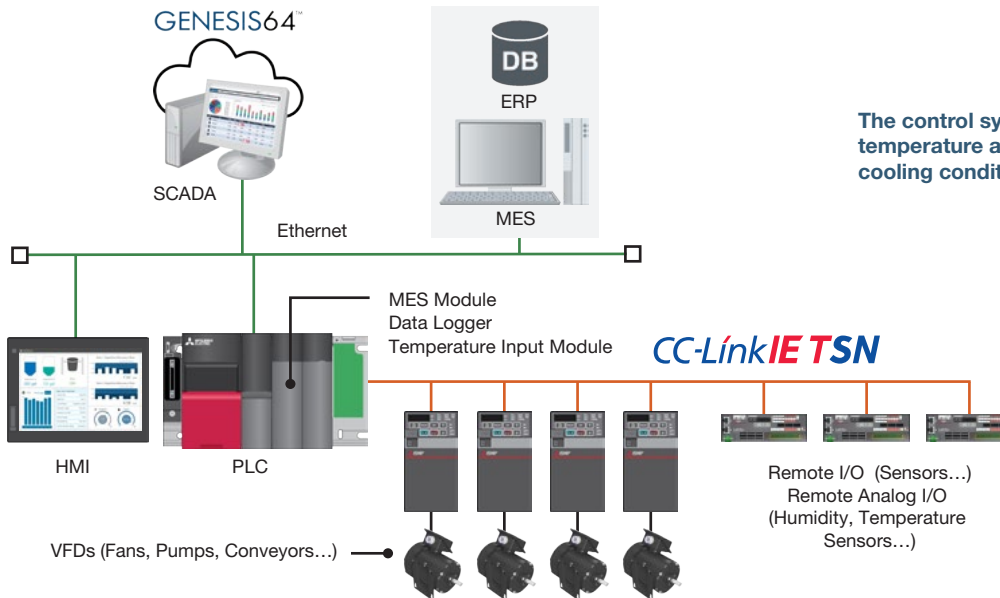 GENESIS64™
DB
ERP
MES
SCADA
The control sy
temperature a
cooling condit
Ethernet
MES Module
Data Logger
Temperature Input Module
CC-Link IE TSN
HMI
PLC
Remote I/O (Sensors...)
Remote Analog I/O
(Humidity, Temperature
Sensors...)
VFDs (Fans, Pumps, Conveyors...)